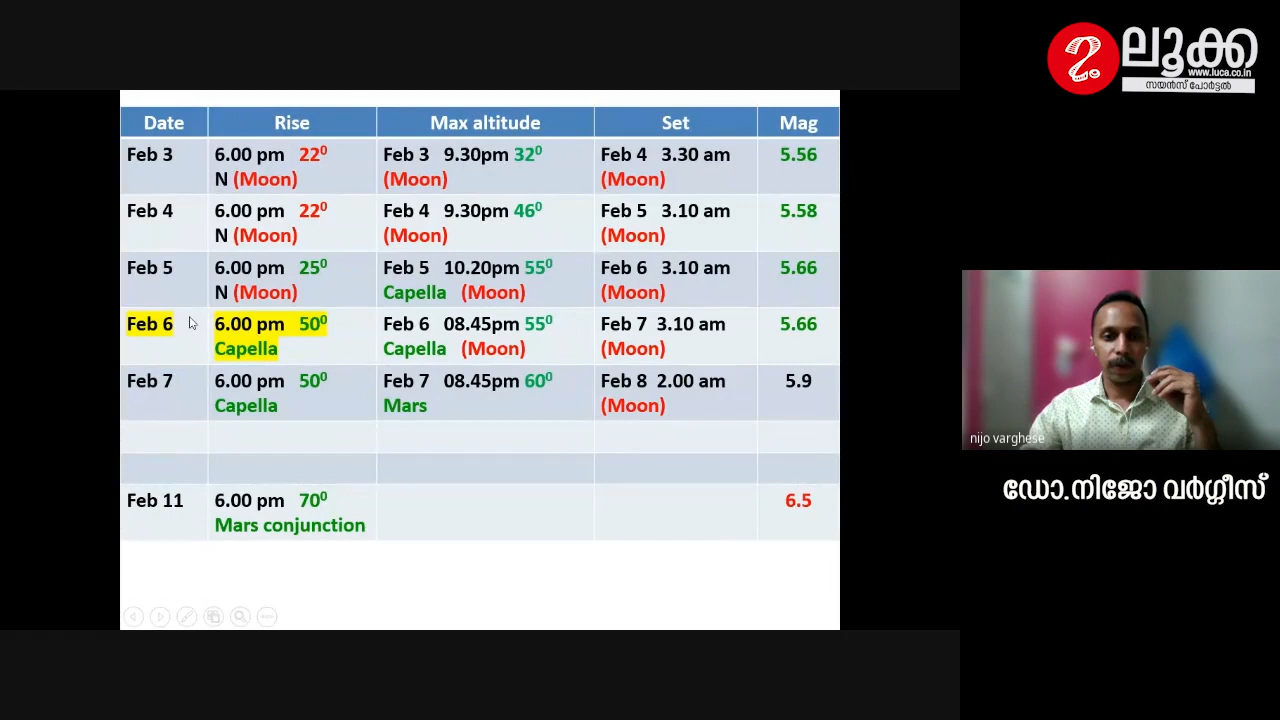 ലൂക്ക
www.luca.co.in
സയൻസ് പോർട്ടൽ
Date Rise Max altitude Set Mag
Feb 3 6.00 pm 22⁰ Feb 3 9.30pm 32⁰ Feb 4 3.30 am 5.56
N (Moon) (Moon) (Moon)
Feb 4 6.00 pm 22⁰ Feb 4 9.30pm 46⁰ Feb 5 3.10 am 5.58
N (Moon) (Moon) (Moon)
Feb 5 6.00 pm 25⁰ Feb 5 10.20pm 55⁰ Feb 6 3.10 am 5.66
N (Moon) Capella (Moon) (Moon)
Feb 6 6.00 pm 50⁰ Feb 6 08.45pm 55⁰ Feb 7 3.10 am 5.66
Capella Capella (Moon) (Moon)
Feb 7 6.00 pm 50⁰ Feb 7 08.45pm 60⁰ Feb 8 2.00 am 5.9
Capella Mars (Moon)
Feb 11 6.00 pm 70⁰ 6.5
Mars conjunction
nijo varghese
ഡോ.നിജോ വർഗ്ഗീസ്